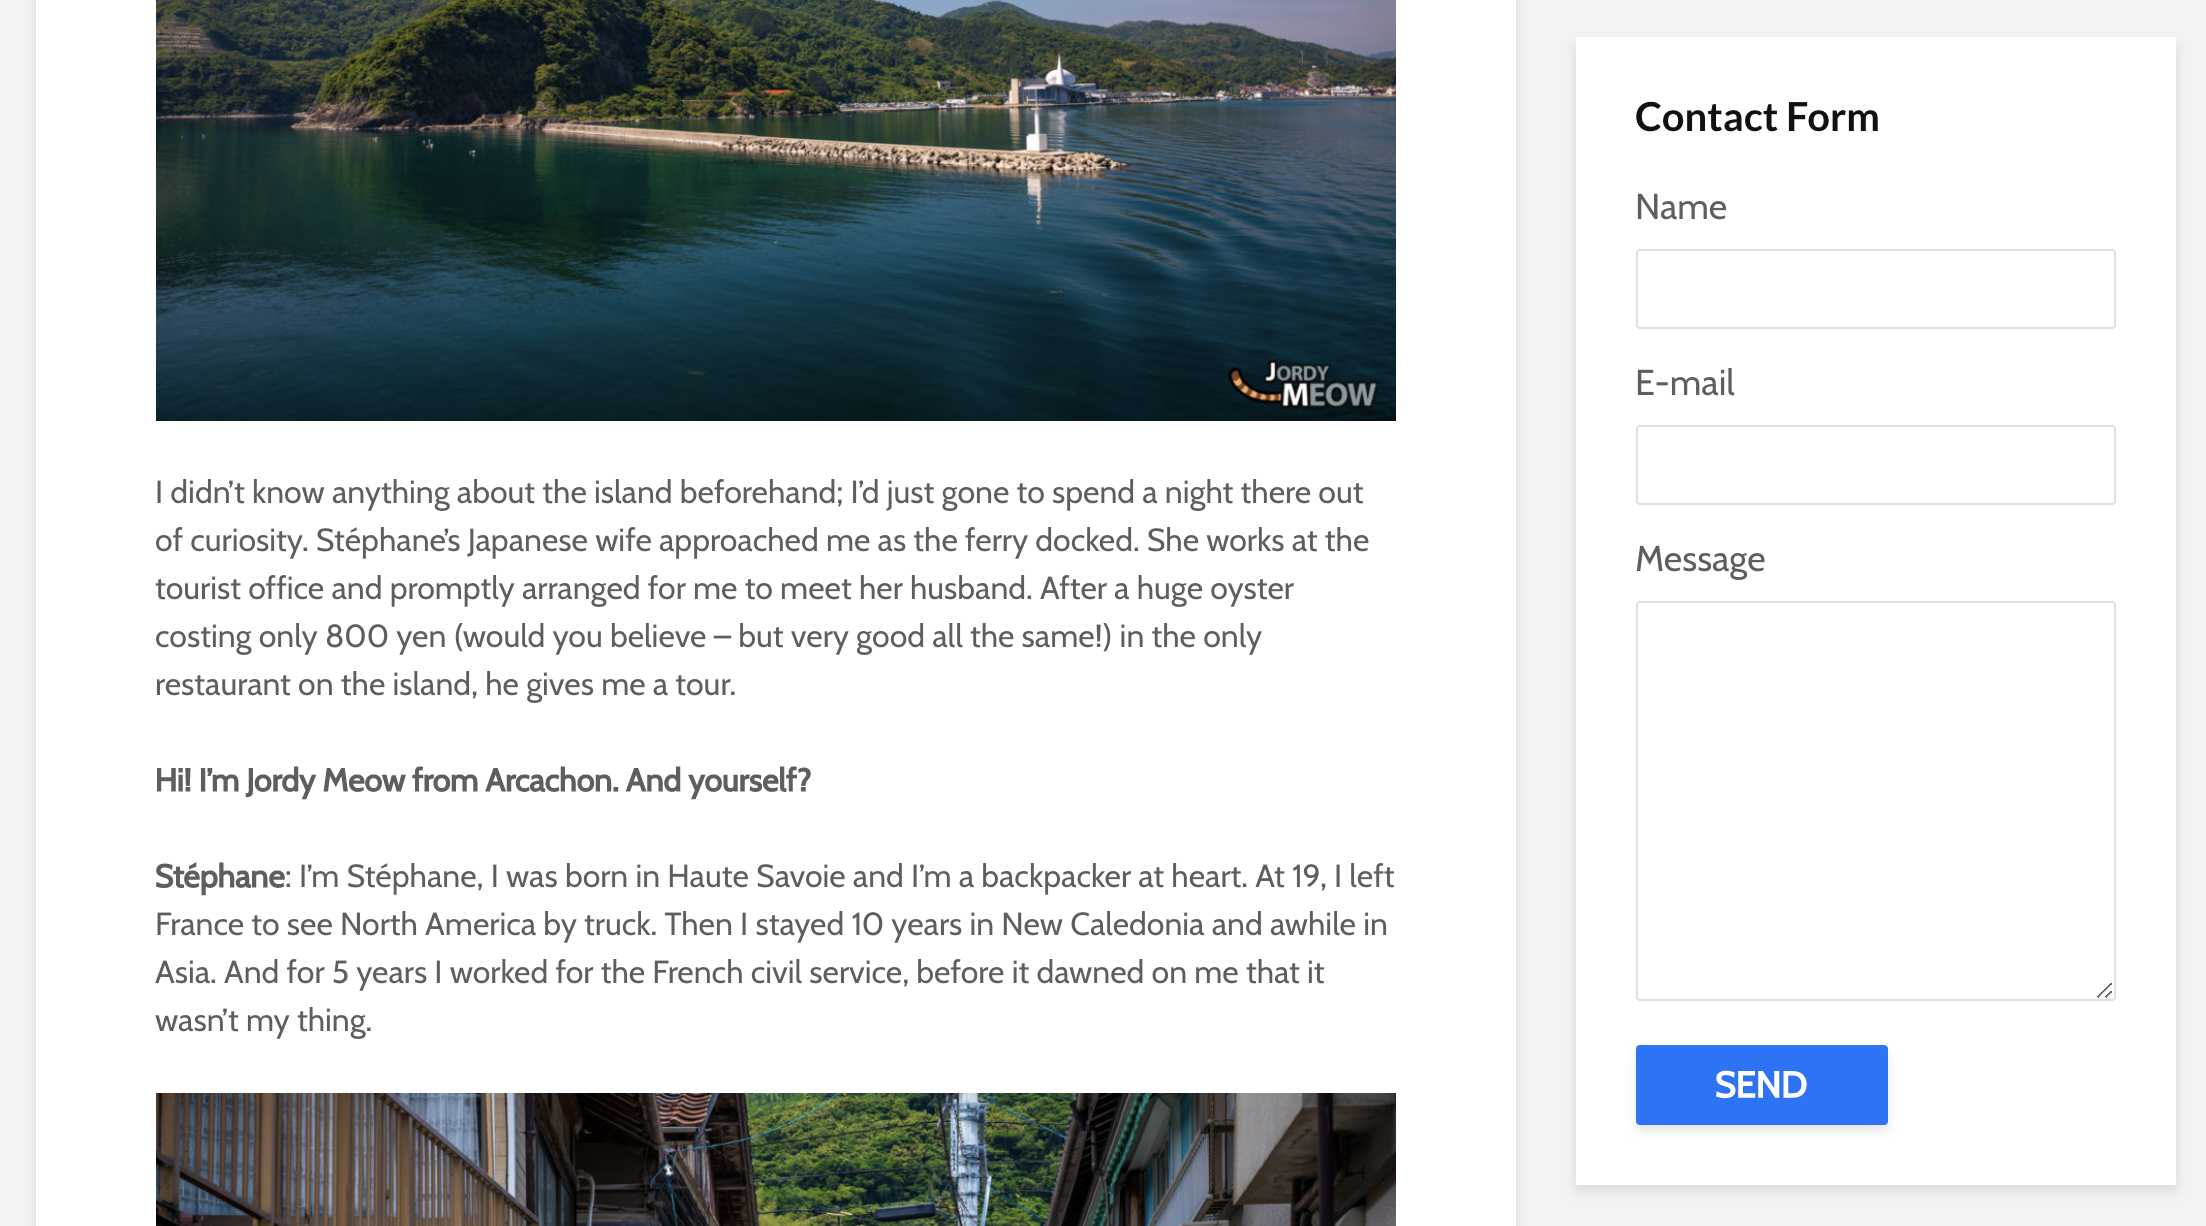 JORDY
MEOW
I didn’t know anything about the island beforehand; I’d just gone to spend a night there out
of curiosity. Stéphane’s Japanese wife approached me as the ferry docked. She works at the
tourist office and promptly arranged for me to meet her husband. After a huge oyster
costing only 800 yen (would you believe – but very good all the same!) in the only
restaurant on the island, he gives me a tour.
Hi! I’m Jordy Meow from Arcachon. And yourself?
Stéphane: I’m Stéphane, I was born in Haute Savoie and I’m a backpacker at heart. At 19, I left
France to see North America by truck. Then I stayed 10 years in New Caledonia and awhile in
Asia. And for 5 years I worked for the French civil service, before it dawned on me that it
wasn’t my thing.
Contact Form
Name
E-mail
Message
SEND